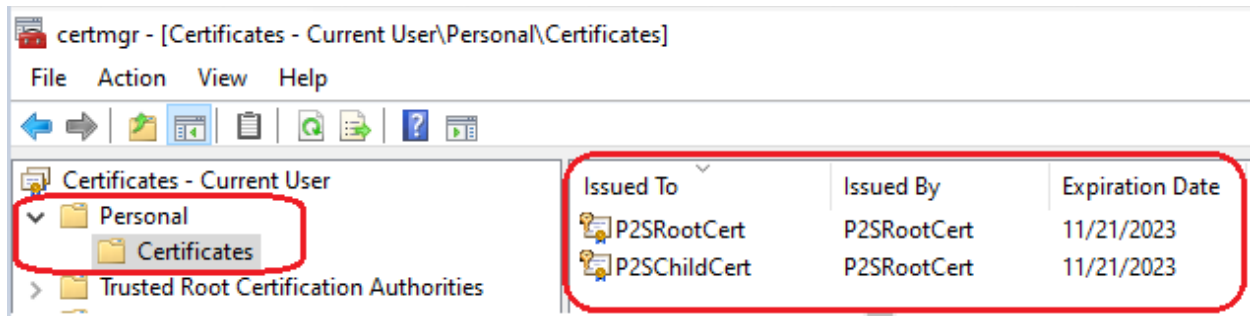 certmgr - [Certificates - Current User\Personal\Certificates]
File Action View Help
Certificates - Current User
Personal
Certificates
Trusted Root Certification Authorities
Issued To Issued By Expiration Date
P2SRootCert P2SRootCert 11/21/2023
P2SChildCert P2SRootCert 11/21/2023